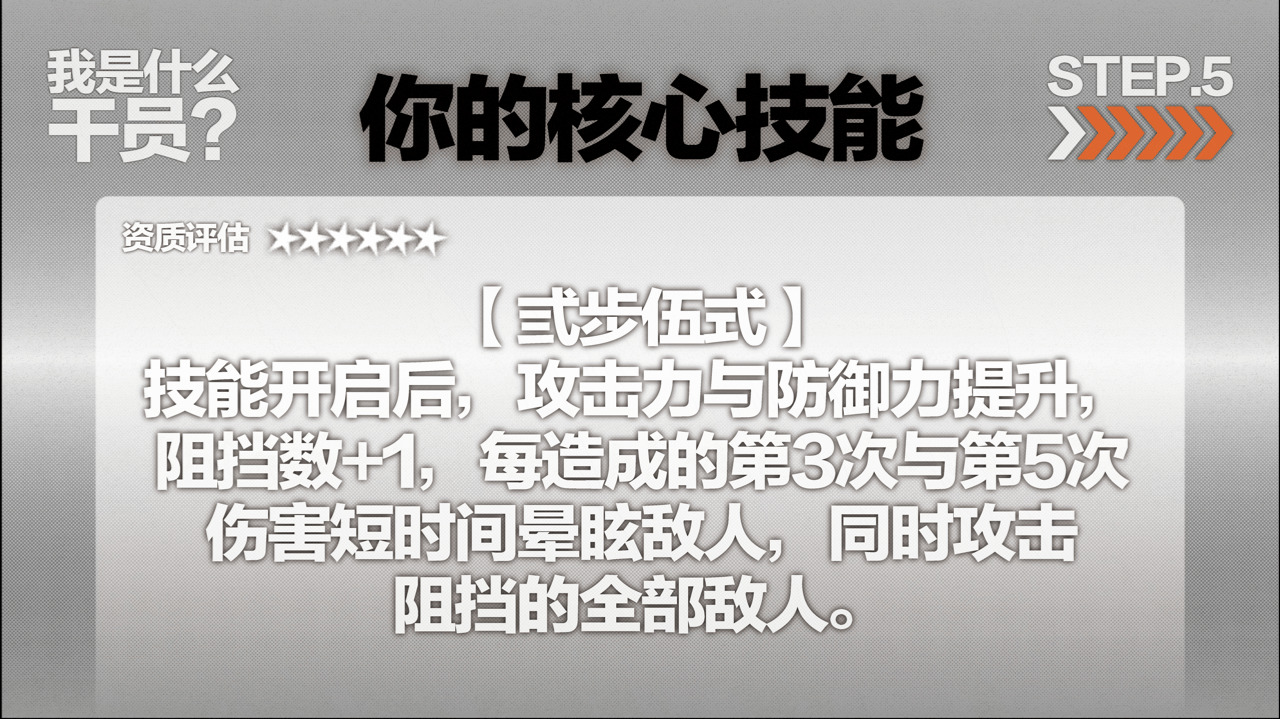 我是什么
干员?
你的核心技能
STEP.5
资质评估 ★★★★★★
【弎步伍式】
技能开启后，攻击力与防御力提升，
阻挡数+1，每造成的第3次与第5次
伤害短时间晕眩敌人，同时攻击
阻挡的全部敌人。